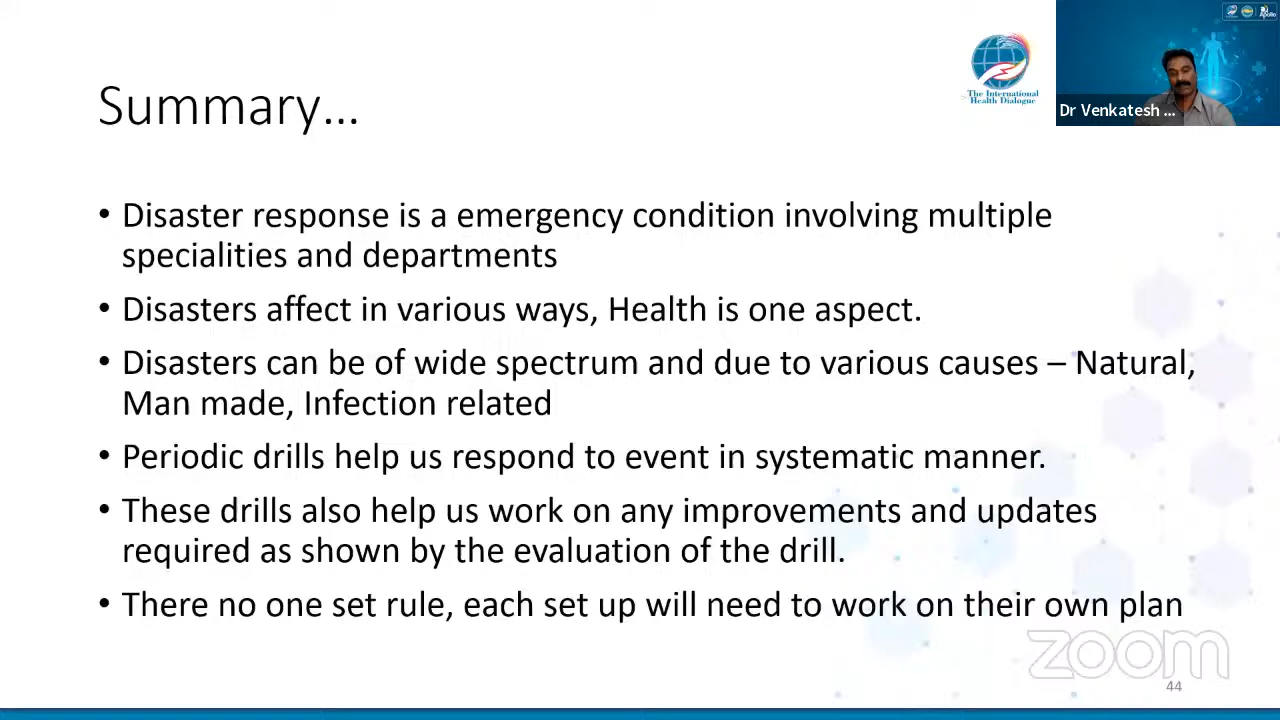 Summary...
The International
Health Dialogue
Apollo
Dr Venkatesh ...
• Disaster response is a emergency condition involving multiple
specialities and departments
• Disasters affect in various ways, Health is one aspect.
• Disasters can be of wide spectrum and due to various causes – Natural,
Man made, Infection related
• Periodic drills help us respond to event in systematic manner.
• These drills also help us work on any improvements and updates
required as shown by the evaluation of the drill.
• There no one set rule, each set up will need to work on their own plan
zoom
44